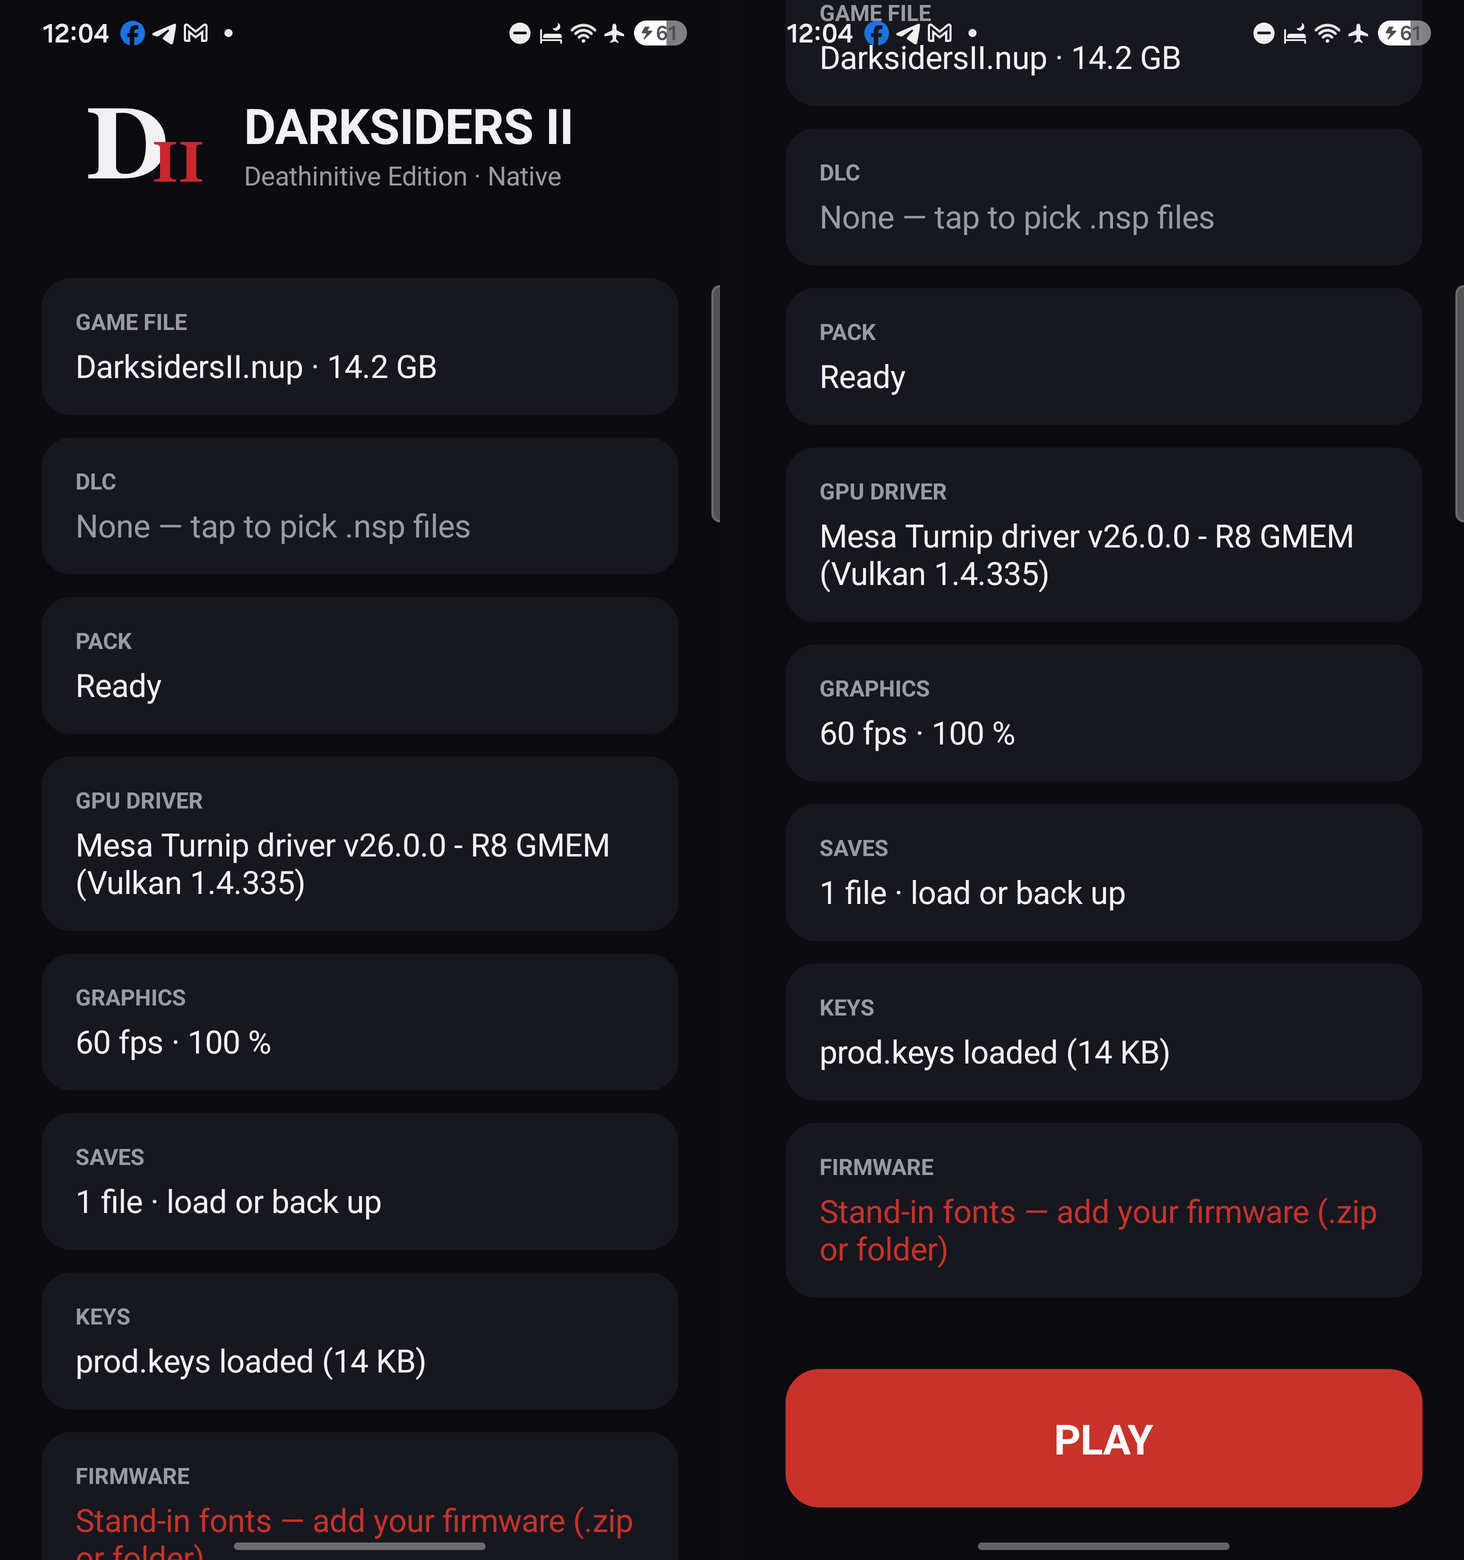 12:04
61
DII
DARKSIDERS II
Deathinitive Edition · Native
GAME FILE
DarksidersII.nup · 14.2 GB
DLC
None — tap to pick .nsp files
PACK
Ready
GPU DRIVER
Mesa Turnip driver v26.0.0 - R8 GMEM
(Vulkan 1.4.335)
GRAPHICS
60 fps · 100 %
SAVES
1 file · load or back up
KEYS
prod.keys loaded (14 KB)
FIRMWARE
Stand-in fonts — add your firmware (.zip
or folder)
GAME FILE
12:04
61
DarksidersII.nup · 14.2 GB
DLC
None — tap to pick .nsp files
PACK
Ready
GPU DRIVER
Mesa Turnip driver v26.0.0 - R8 GMEM
(Vulkan 1.4.335)
GRAPHICS
60 fps · 100 %
SAVES
1 file · load or back up
KEYS
prod.keys loaded (14 KB)
FIRMWARE
Stand-in fonts — add your firmware (.zip
or folder)
PLAY